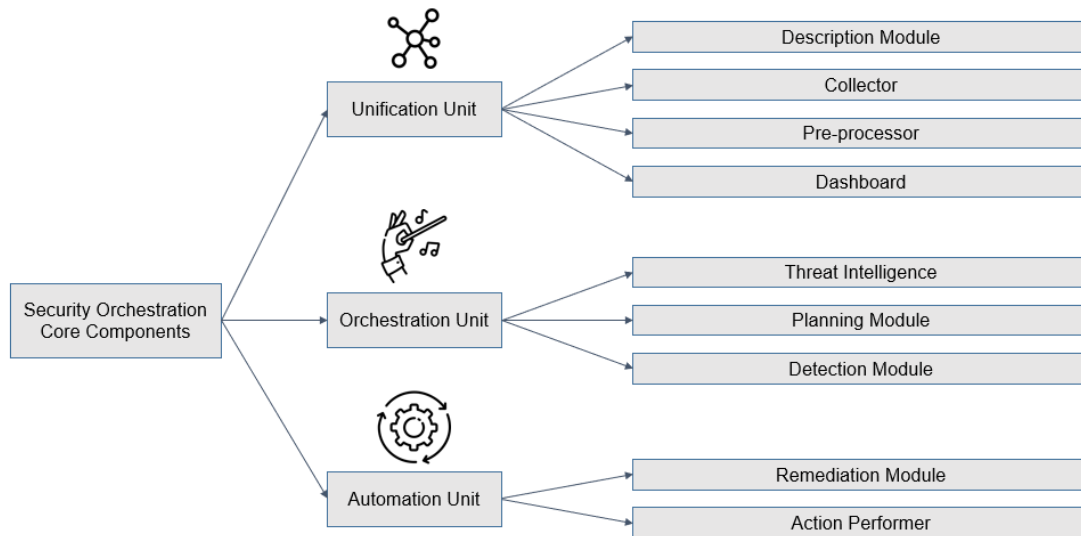 Security Orchestration
Core Components
Unification Unit
Description Module
Collector
Pre-processor
Dashboard
Orchestration Unit
Threat Intelligence
Planning Module
Detection Module
Automation Unit
Remediation Module
Action Performer